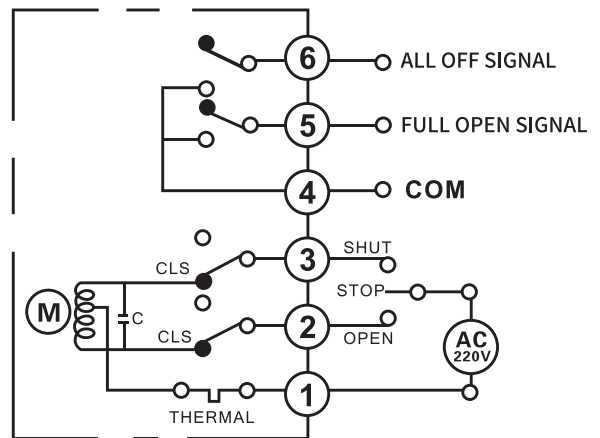 6 ALL OFF SIGNAL
5 FULL OPEN SIGNAL
4 COM
3 SHUT
CLS
STOP
M
C
CLS
2 OPEN
AC
220V
1
THERMAL